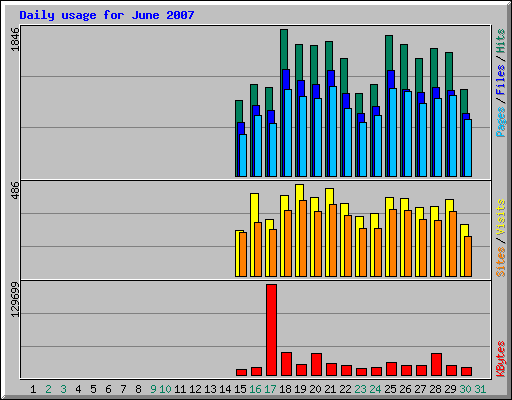 Daily usage for June 2007
1846
Pages / Files / Hits
486
Sites / Visits
129699
KBytes
1 2 3 4 5 6 7 8 9 10 11 12 13 14 15 16 17 18 19 20 21 22 23 24 25 26 27 28 29 30 31